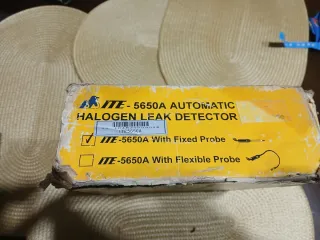 ITE - 5650A AUTOMATIC
HALOGEN LEAK DETECTOR
ITE -5650A With Fixed Probe
ITE -5650A With Flexible Probe